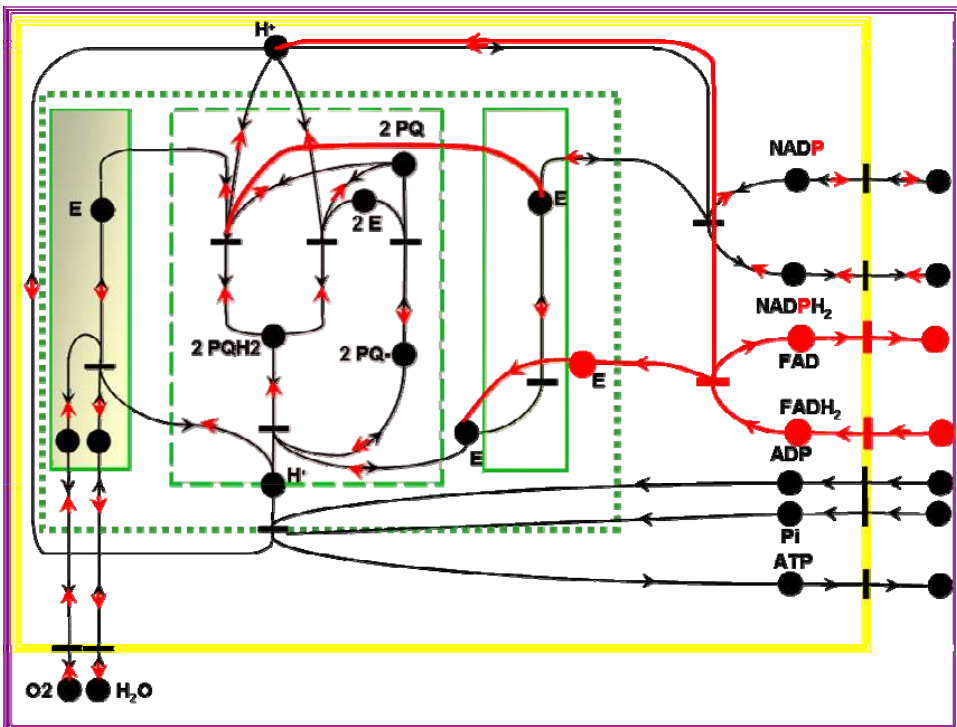 H⁺
2 PQ
NADP
E
2 E
E
NADPH₂
2 PQH2
2 PQ-
FAD
E
FADH₂
E
ADP
H⁺
Pi
ATP
O2
H₂O